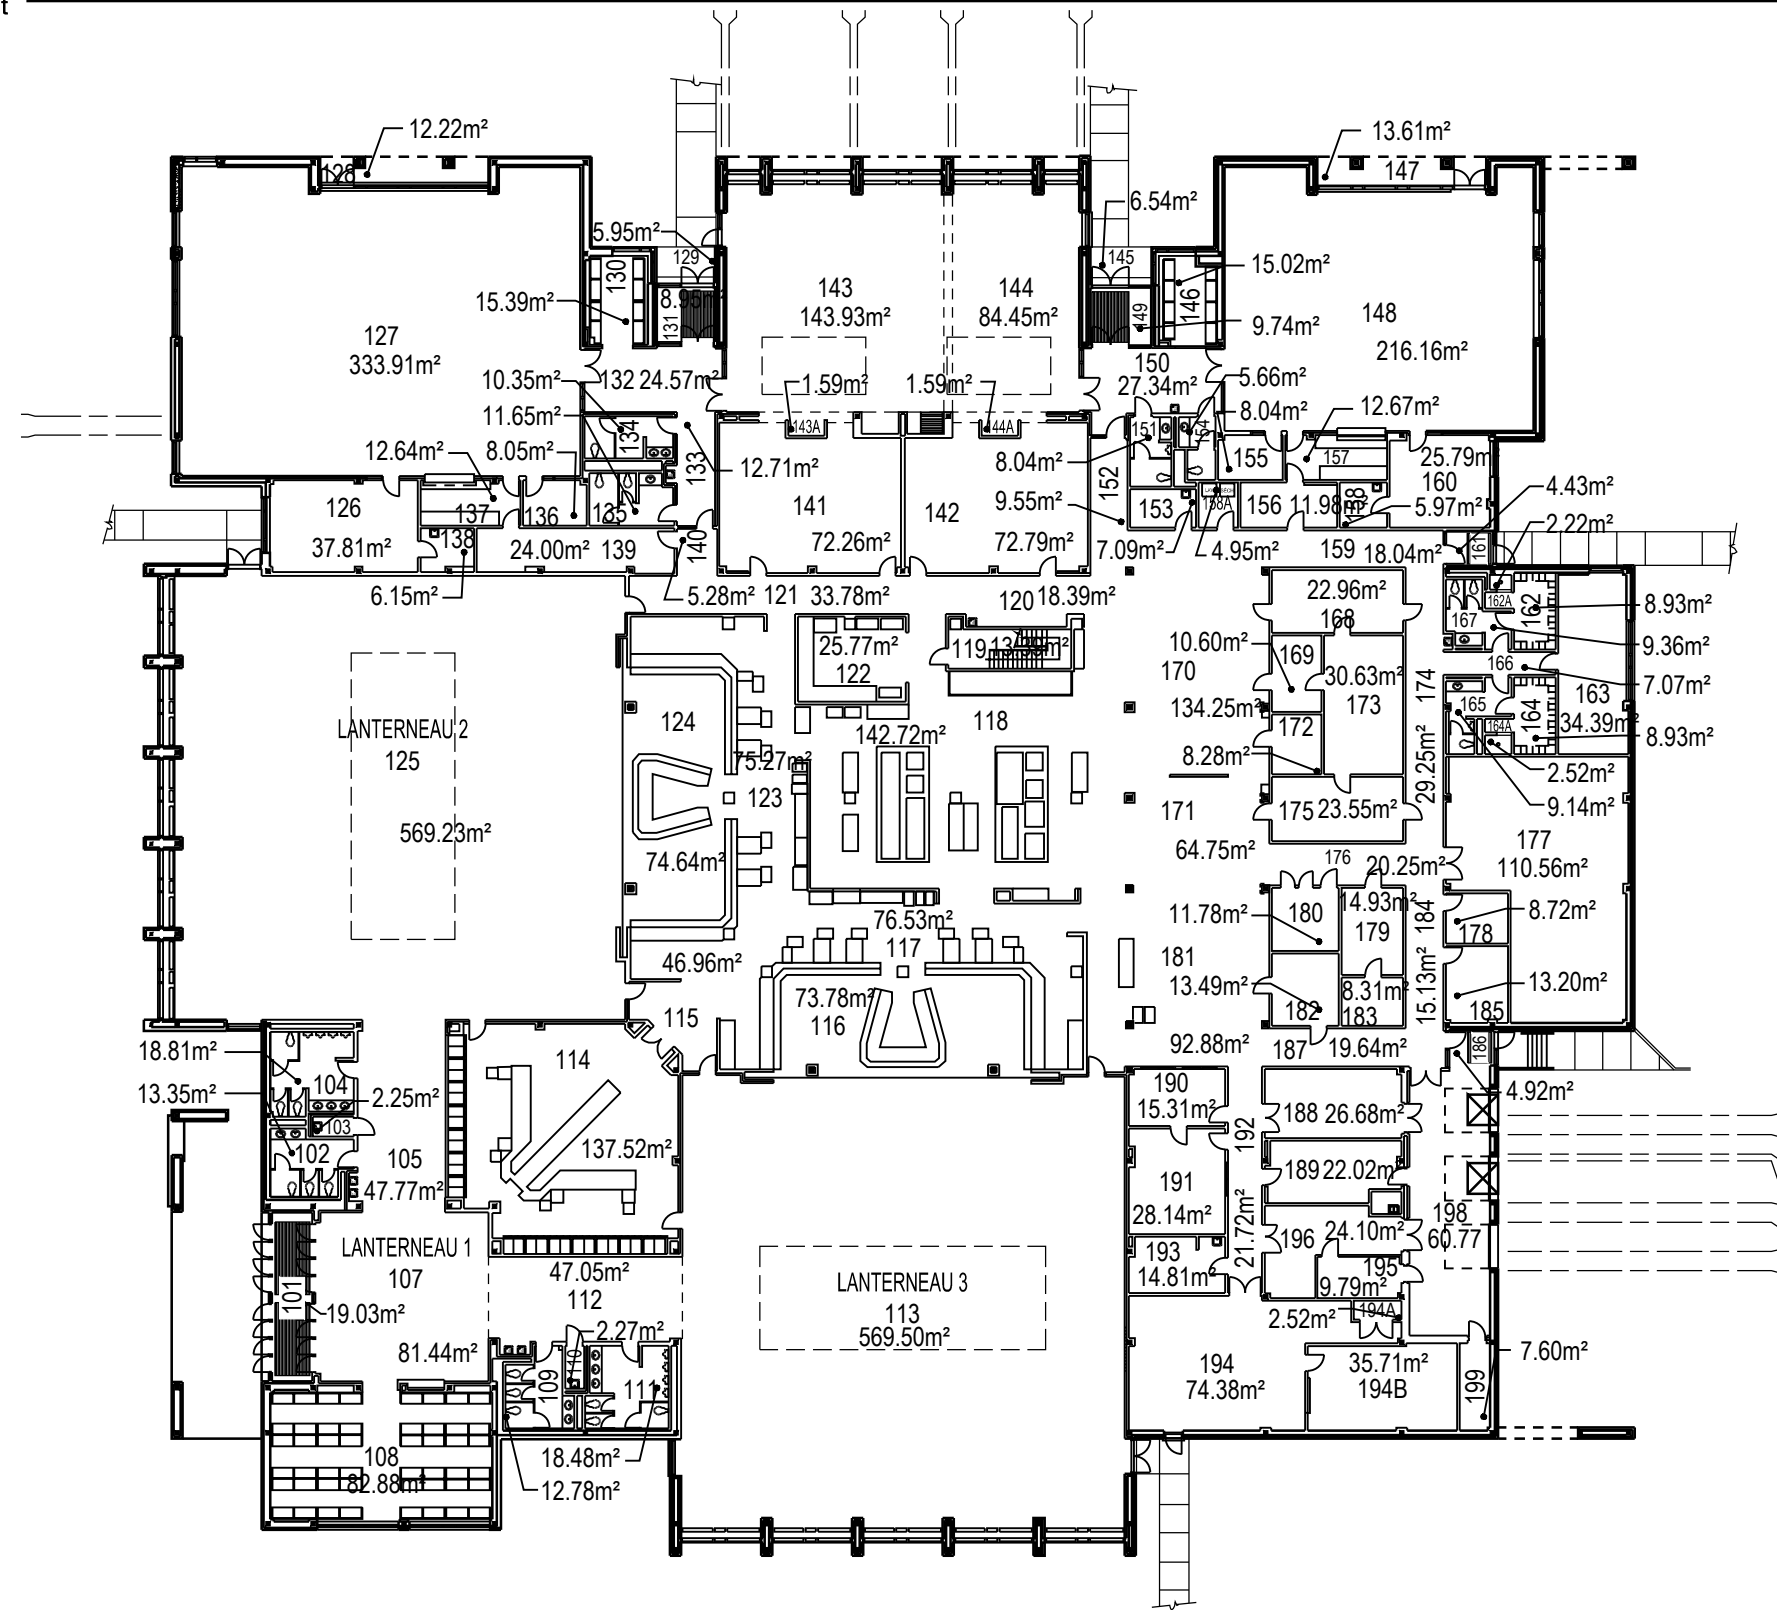 t
12.22m²
13.61m²
128
147
6.54m²
5.95m²
129
145
130
15.02m²
15.39m²
8.95m²
131
143
143.93m²
144
84.45m²
146
149
9.74m²
148
216.16m²
127
333.91m²
10.35m²
132 24.57m²
1.59m²
1.59m²
150
27.34m²
5.66m²
11.65m²
8.04m²
12.67m²
134
143A
144A
151
154
12.64m²
8.05m²
133
12.71m²
8.04m²
152
155
157
25.79m
160
126
137
136
135
141
142
9.55m²
153
158A
156
11.98m²
158
5.97m²
4.43m²
2.22m²
37.81m²
138
24.00m²
139
140
72.26m²
72.79m²
7.09m²
4.95m²
159
18.04m²
161
6.15m²
5.28m²
121
33.78m²
120
18.39m²
22.96m²
168
162A
162
8.93m²
167
25.77m²
122
119
13.39m²
10.60m²
169
9.36m²
166
7.07m²
170
134.25m²
30.63m²
173
174
163
34.39m²
165
164A
164
8.93m²
LANTERNEAU 2
125
124
118
142.72m²
172
8.28m²
2.52m²
75.27m²
123
29.25m²
9.14m²
569.23m²
171
175
23.55m²
177
110.56m²
74.64m²
64.75m²
176
20.25m²
76.53m²
117
11.78m²
180
14.93m²
179
184
8.72m²
178
46.96m²
181
13.49m²
15.13m²
13.20m²
73.78m²
116
182
8.31m²
183
185
115
18.81m²
114
92.88m²
187
19.64m²
186
13.35m²
104
2.25m²
190
15.31m²
4.92m²
103
188
26.68m²
102
105
47.77m²
137.52m²
192
191
28.14m²
189
22.02m²
LANTERNEAU 1
107
198
60.77
21.72m²
196
24.10m²
47.05m²
112
LANTERNEAU 3
113
569.50m²
193
14.81m²
195
9.79m²
101
19.03m²
2.27m²
2.52m²
194A
81.44m²
109
110
111
194
74.38m²
35.71m²
194B
199
7.60m²
108
82.88m²
18.48m²
12.78m²